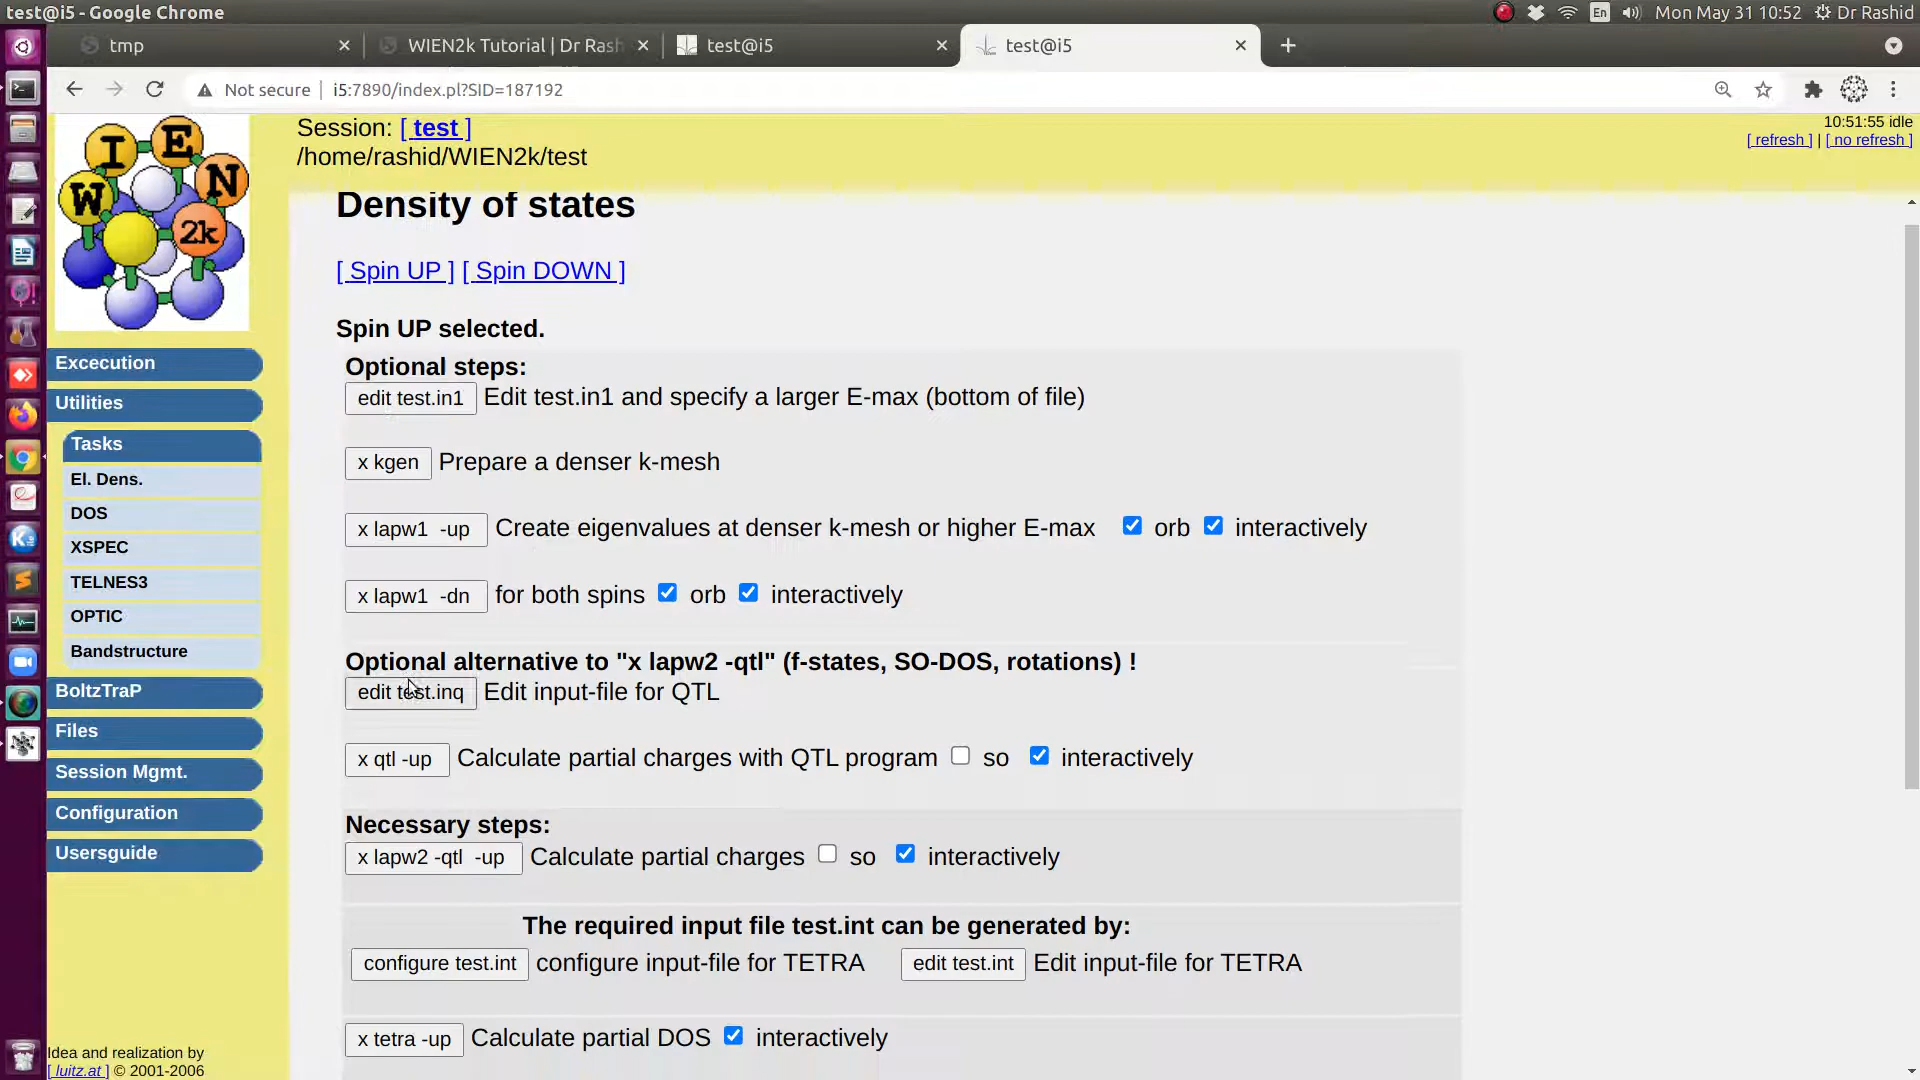 test@i5 - Google Chrome
En Mon May 31 10:52 Dr Rashid
tmp
WIEN2k Tutorial | Dr Rash
test@i5
test@i5
Not secure | i5:7890/index.pl?SID=187192
W I E N 2k
Session: [ test ]
/home/rashid/WIEN2k/test
10:51:55 idle
[ refresh ] | [ no refresh ]
Excecution
Utilities
Tasks
El. Dens.
DOS
XSPEC
TELNES3
OPTIC
Bandstructure
BoltzTraP
Files
Session Mgmt.
Configuration
Usersguide
Idea and realization by
[ luitz.at ] © 2001-2006
Density of states
[ Spin UP ] [ Spin DOWN ]
Spin UP selected.
Optional steps:
edit test.in1 Edit test.in1 and specify a larger E-max (bottom of file)
x kgen Prepare a denser k-mesh
x lapw1 -up Create eigenvalues at denser k-mesh or higher E-max orb interactively
x lapw1 -dn for both spins orb interactively
Optional alternative to "x lapw2 -qtl" (f-states, SO-DOS, rotations) !
edit test.inq Edit input-file for QTL
x qtl -up Calculate partial charges with QTL program so interactively
Necessary steps:
x lapw2 -qtl -up Calculate partial charges so interactively
The required input file test.int can be generated by:
configure test.int configure input-file for TETRA edit test.int Edit input-file for TETRA
x tetra -up Calculate partial DOS interactively